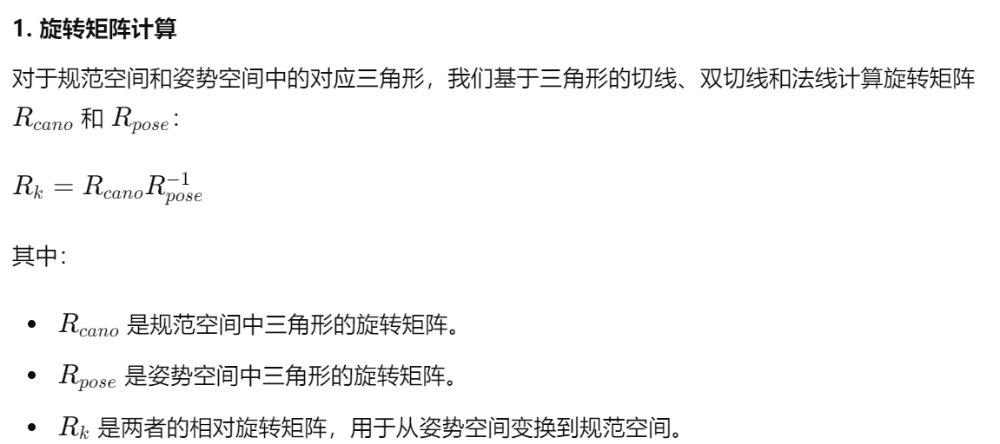 1. 旋转矩阵计算
对于规范空间和姿势空间中的对应三角形，我们基于三角形的切线、双切线和法线计算旋转矩阵
$R_{cano}$ 和 $R_{pose}$：
$R_k = R_{cano} R_{pose}^{-1}$
其中：
• $R_{cano}$ 是规范空间中三角形的旋转矩阵。
• $R_{pose}$ 是姿势空间中三角形的旋转矩阵。
• $R_k$ 是两者的相对旋转矩阵，用于从姿势空间变换到规范空间。